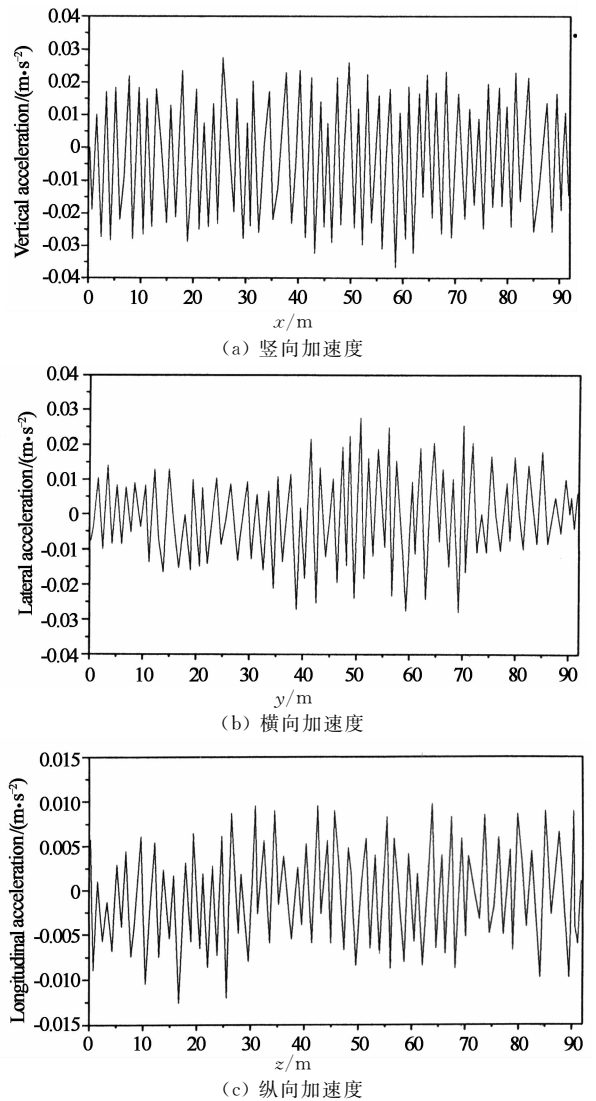 0.04
0.03
0.02
0.01
0
-0.01
-0.02
-0.03
-0.04
Vertical acceleration/(m•s⁻²)
0 10 20 30 40 50 60 70 80 90
x/m
（a）竖向加速度
0.04
0.03
0.02
0.01
0
-0.01
-0.02
-0.03
-0.04
Lateral acceleration/(m•s⁻²)
0 10 20 30 40 50 60 70 80 90
y/m
（b）横向加速度
0.015
0.010
0.005
0
-0.005
-0.010
-0.015
Longitudinal acceleration/(m•s⁻²)
0 10 20 30 40 50 60 70 80 90
z/m
（c）纵向加速度